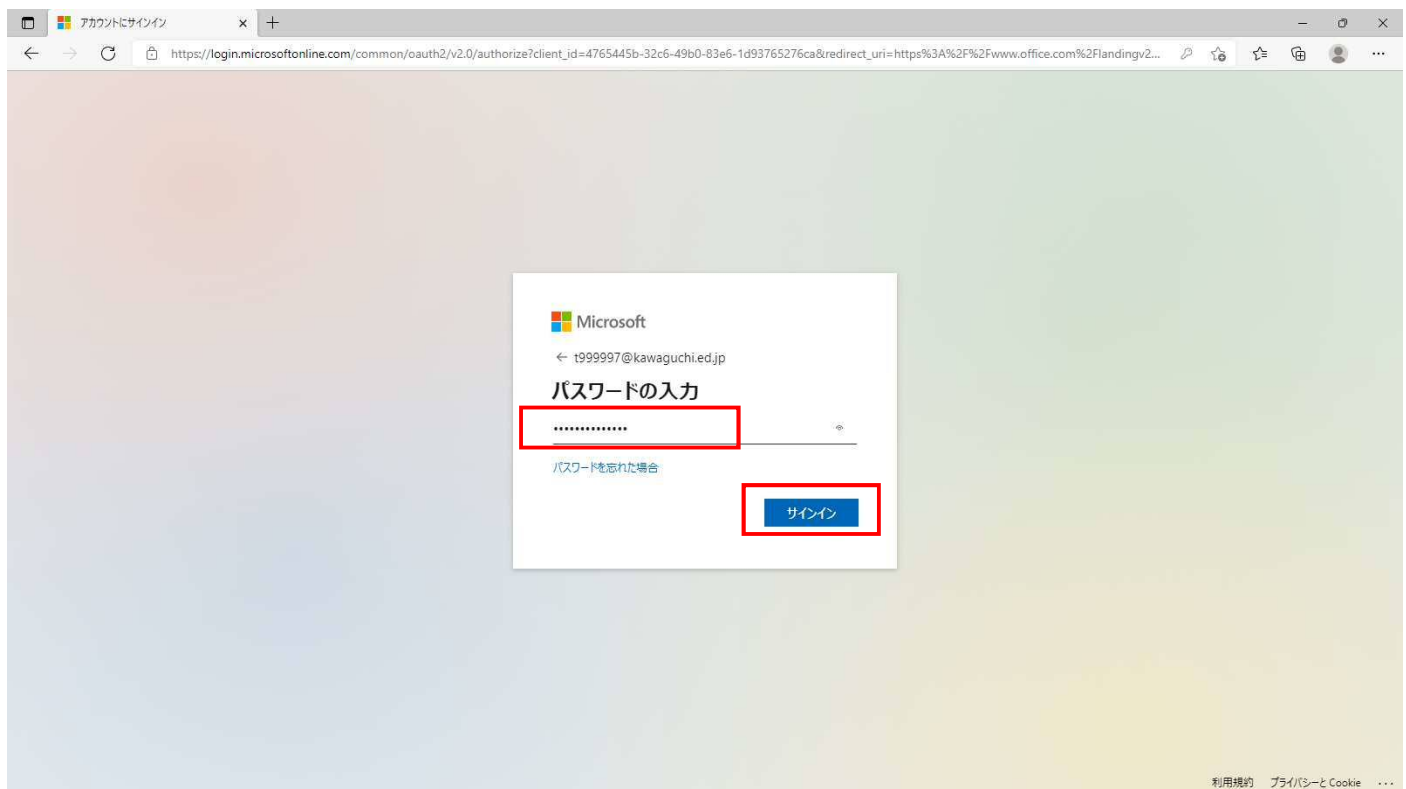 アカウントにサインイン
https://login.microsoftonline.com/common/oauth2/v2.0/authorize?client_id=4765445b-32c6-49b0-83e6-1d93765276ca&redirect_uri=https%3A%2F%2Fwww.office.com%2Flandingv2...
Microsoft
t999997@kawaguchi.ed.jp
パスワードの入力
••••••••••••••
パスワードを忘れた場合
サインイン
利用規約 プライバシーと Cookie ...